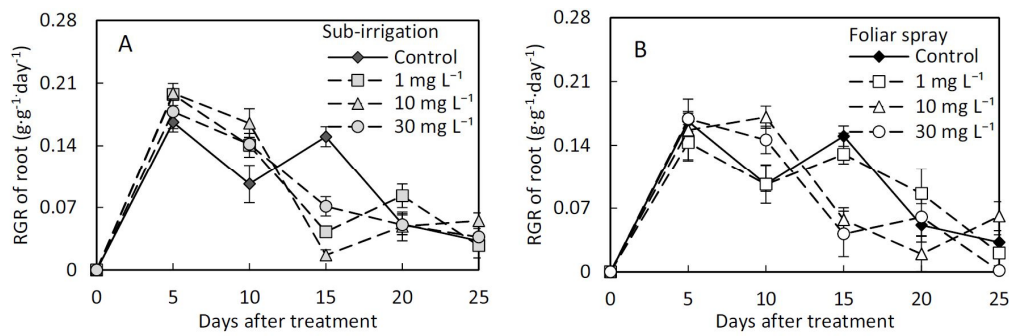 A
Sub-irrigation
Control
1 mg L⁻¹
10 mg L⁻¹
30 mg L⁻¹
RGR of root (g·g⁻¹·day⁻¹)
0.28
0.21
0.14
0.07
0
0 5 10 15 20 25
Days after treatment
B
Foliar spray
Control
1 mg L⁻¹
10 mg L⁻¹
30 mg L⁻¹
RGR of root (g·g⁻¹·day⁻¹)
0.28
0.21
0.14
0.07
0
0 5 10 15 20 25
Days after treatment